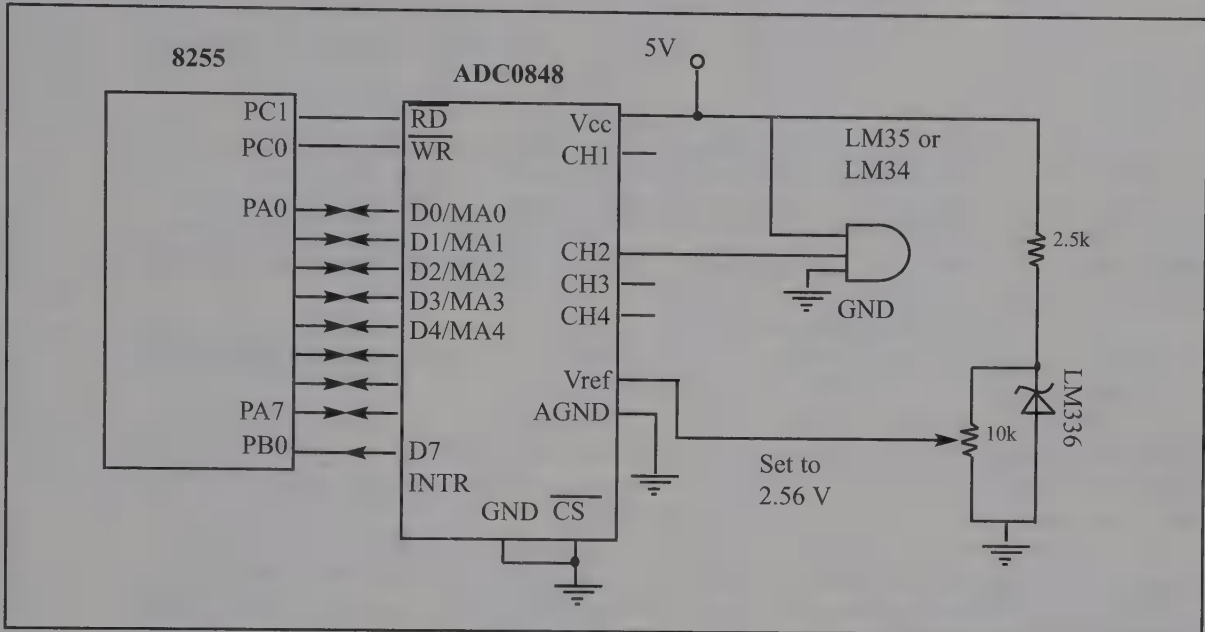 8255
PC1
PC0
PA0
PA7
PB0
ADC0848
RD
WR
D0/MA0
D1/MA1
D2/MA2
D3/MA3
D4/MA4
D7
INTR
GND CS
Vcc
CH1
CH2
CH3
CH4
Vref
AGND
5V
LM35 or
LM34
GND
2.5k
LM336
10k
Set to
2.56 V